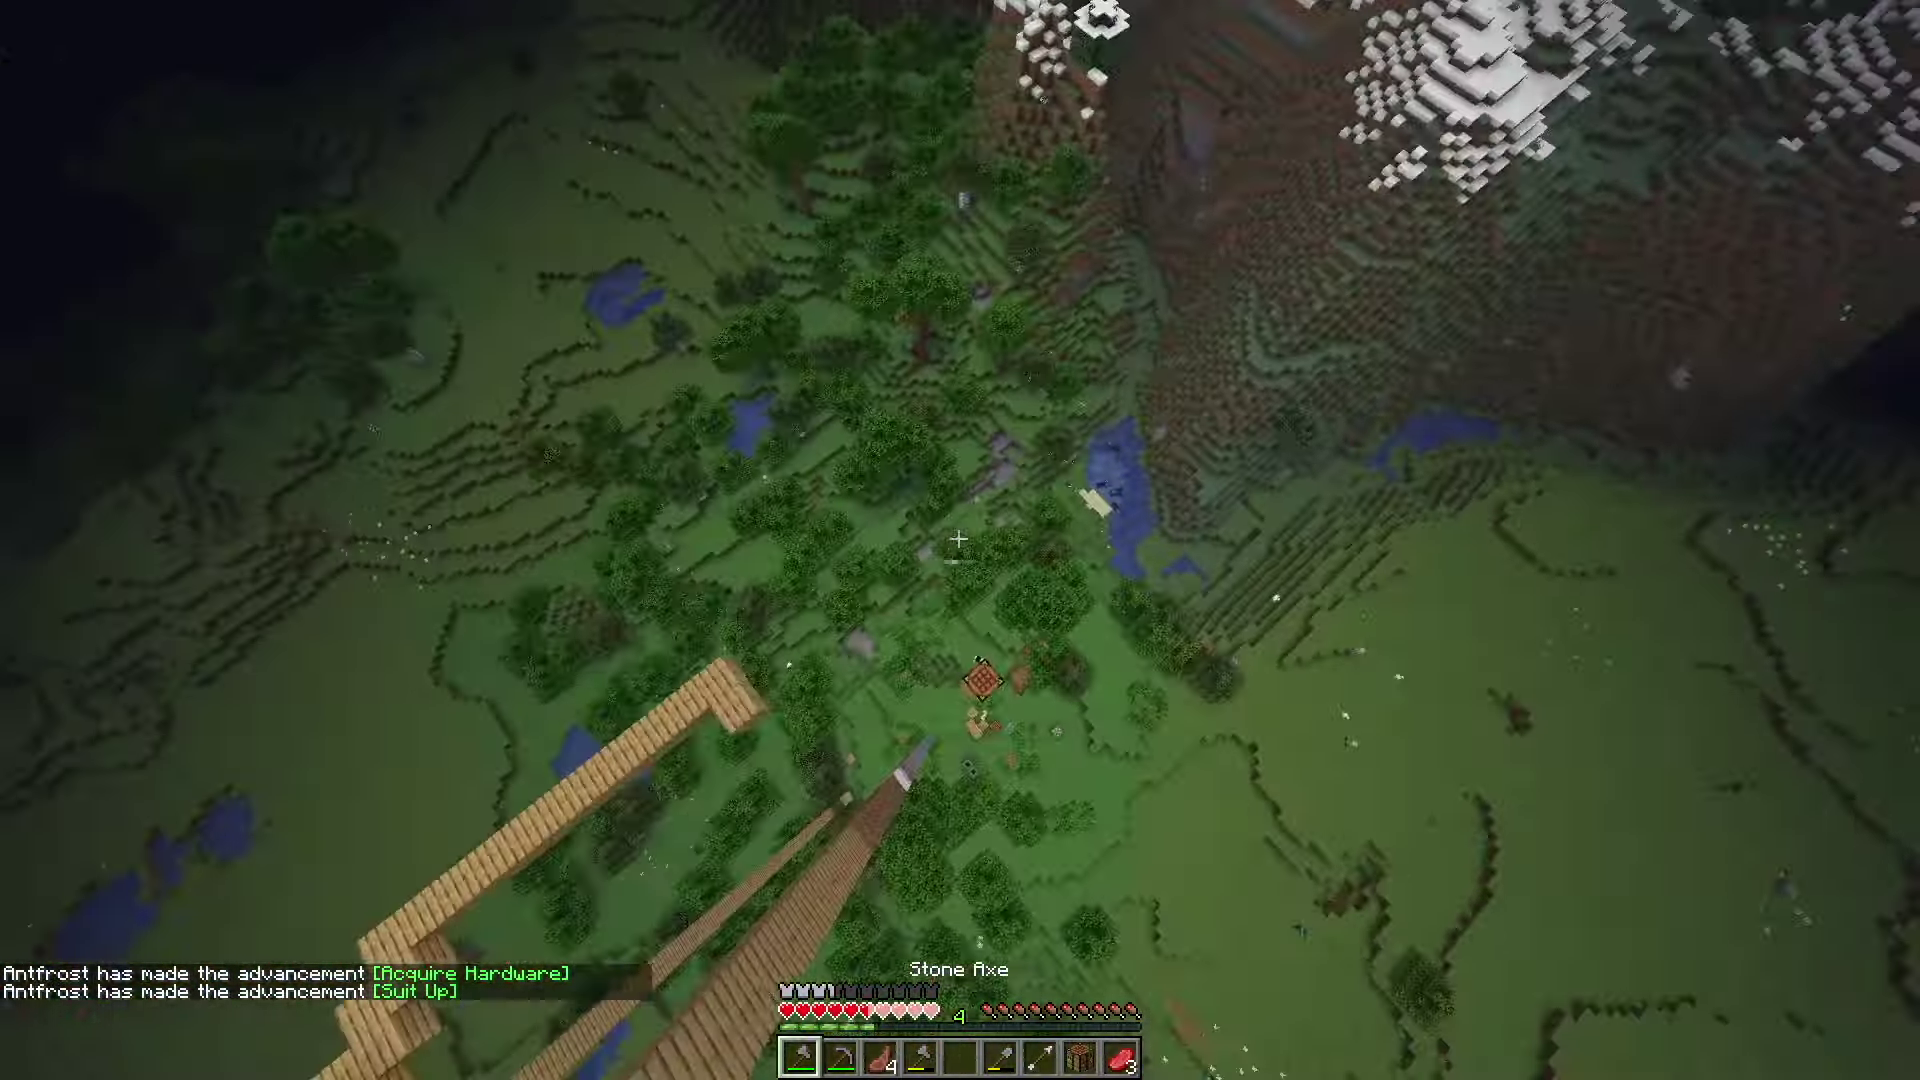 Antfrost has made the advancement [Acquire Hardware]
Antfrost has made the advancement [Suit Up]
Stone Axe
4
4
3